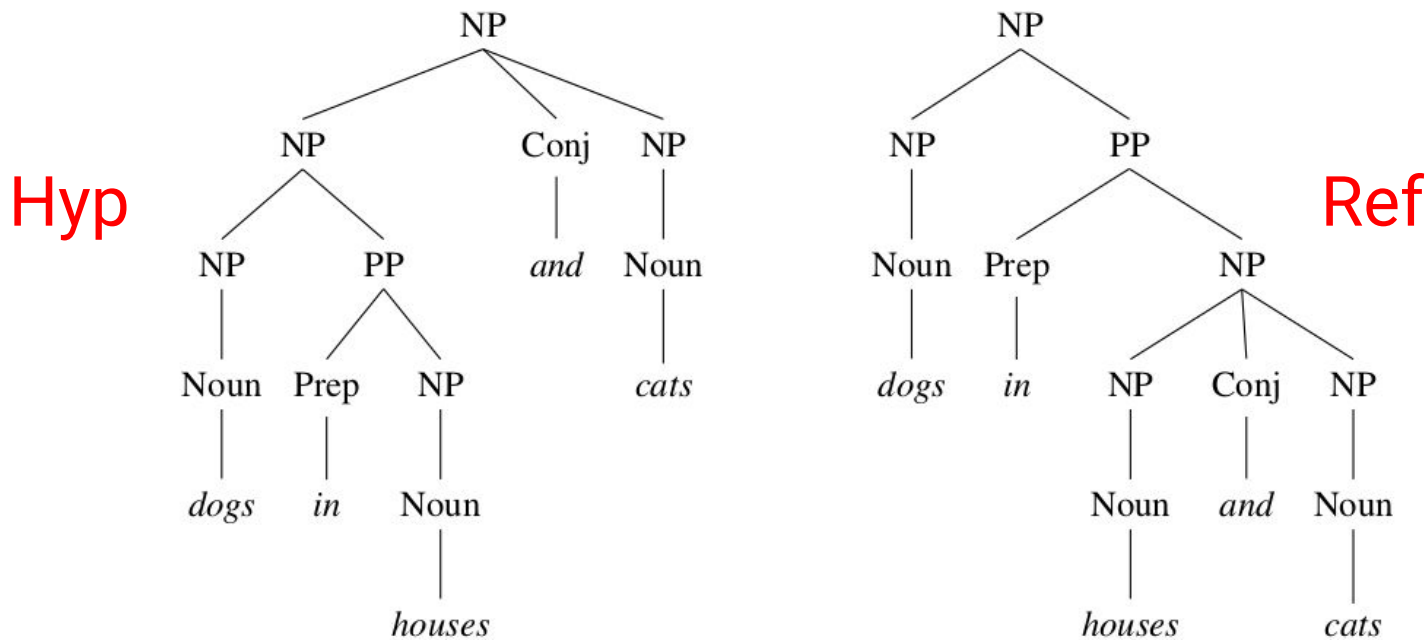 NP NP
NP Conj NP NP PP
Hyp Ref
NP PP and Noun Noun Prep NP
Noun Prep NP cats dogs in NP Conj NP
dogs in Noun Noun and Noun
houses houses cats